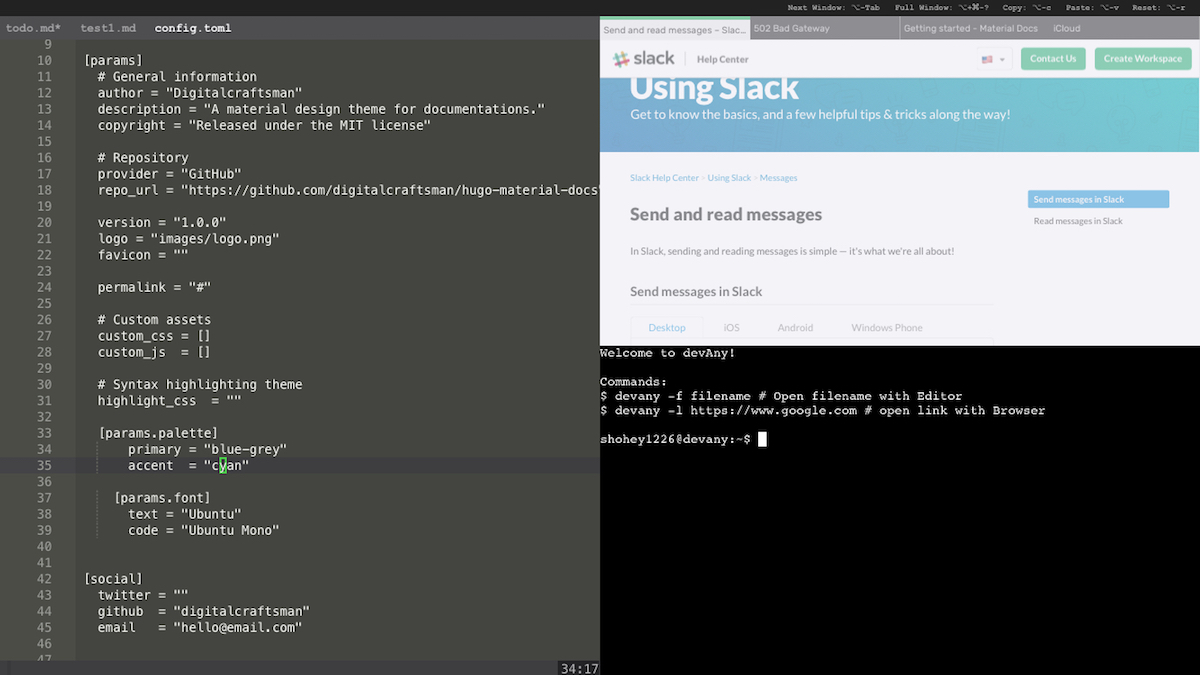 Next Window: ⌥-Tab Full Window: ⌥+⌘-? Copy: ⌥-c Paste: ⌥-v Reset: ⌥-r
todo.md* test1.md config.toml
9
10 [params]
11 # General information
12 author = "Digitalcraftsman"
13 description = "A material design theme for documentations."
14 copyright = "Released under the MIT license"
15
16 # Repository
17 provider = "GitHub"
18 repo_url = "https://github.com/digitalcraftsman/hugo-material-docs"
19
20 version = "1.0.0"
21 logo = "images/logo.png"
22 favicon = ""
23
24 permalink = "#"
25
26 # Custom assets
27 custom_css = []
28 custom_js = []
29
30 # Syntax highlighting theme
31 highlight_css = ""
32
33 [params.palette]
34 primary = "blue-grey"
35 accent = "cyan"
36
37 [params.font]
38 text = "Ubuntu"
39 code = "Ubuntu Mono"
40
41
42 [social]
43 twitter = ""
44 github = "digitalcraftsman"
45 email = "hello@email.com"
46
47
34:17
Send and read messages – Slac... 502 Bad Gateway Getting started - Material Docs iCloud
slack Help Center Contact Us Create Workspace
Using Slack
Get to know the basics, and a few helpful tips & tricks along the way!
Slack Help Center > Using Slack > Messages
Send messages in Slack
Read messages in Slack
Send and read messages
In Slack, sending and reading messages is simple — it's what we're all about!
Send messages in Slack
Desktop iOS Android Windows Phone
Welcome to devAny!
Commands:
$ devany -f filename # Open filename with Editor
$ devany -l https://www.google.com # open link with Browser
shohey1226@devany:~$